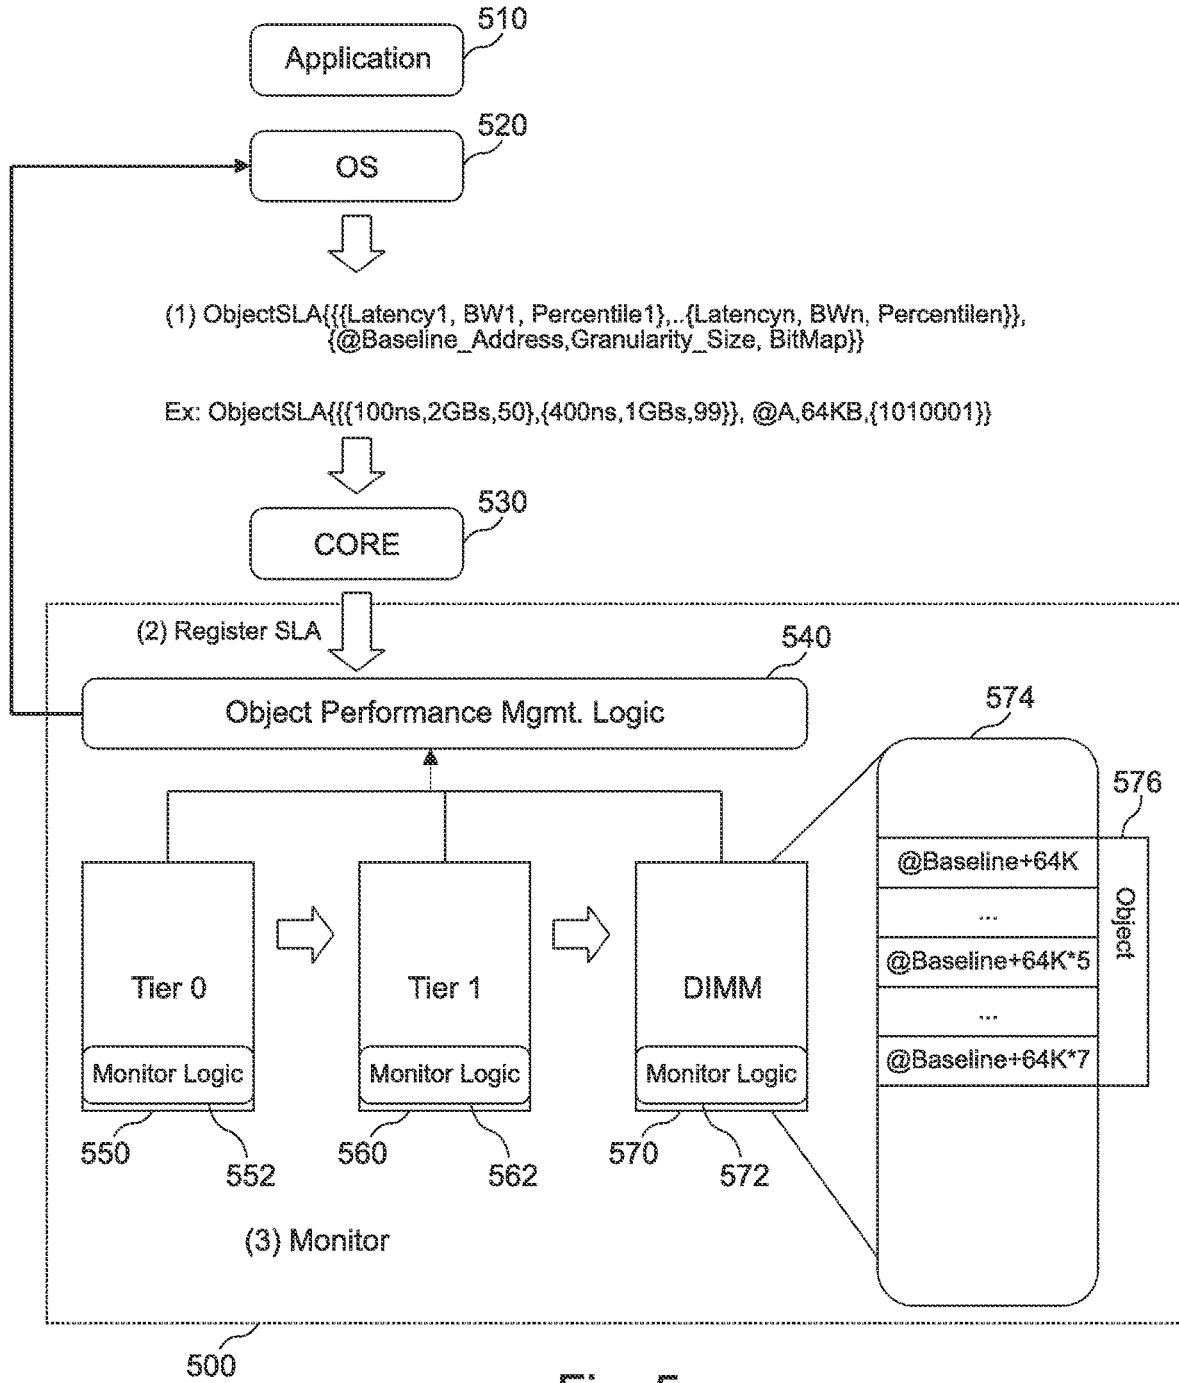 510
Application
520
OS
(1) ObjectSLA{{{Latency1, BW1, Percentile1},..{Latencyn, BWn, Percentilen}},
{@Baseline_Address,Granularity_Size, BitMap}}
Ex: ObjectSLA{{{100ns,2GBs,50},{400ns,1GBs,99}}, @A,64KB,{1010001}}
530
CORE
(2) Register SLA
540
Object Performance Mgmt. Logic
574
576
@Baseline+64K
...
@Baseline+64K*5
...
@Baseline+64K*7
Object
Tier 0
Tier 1
DIMM
Monitor Logic
Monitor Logic
Monitor Logic
550
552
560
562
570
572
(3) Monitor
500